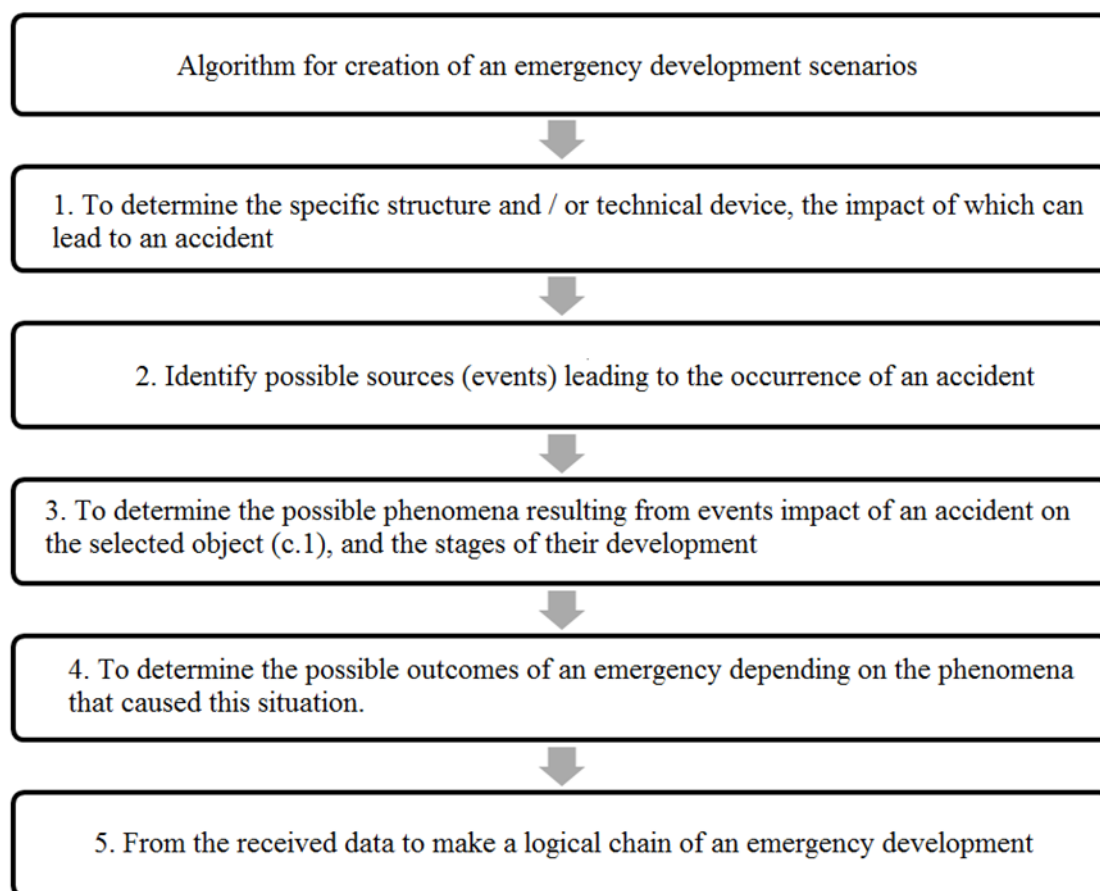 Algorithm for creation of an emergency development scenarios
1. To determine the specific structure and / or technical device, the impact of which can
lead to an accident
2. Identify possible sources (events) leading to the occurrence of an accident
3. To determine the possible phenomena resulting from events impact of an accident on
the selected object (c.1), and the stages of their development
4. To determine the possible outcomes of an emergency depending on the phenomena
that caused this situation.
5. From the received data to make a logical chain of an emergency development